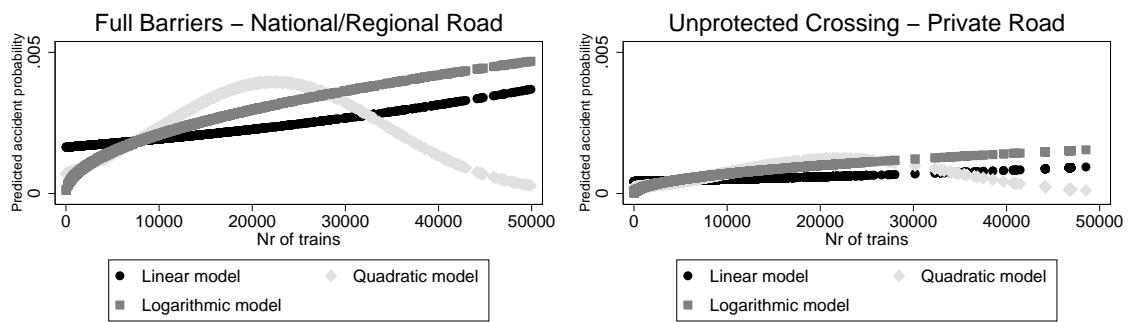 Full Barriers – National/Regional Road
Predicted accident probability
.005
0
0 10000 20000 30000 40000 50000
Nr of trains
Linear model Quadratic model
Logarithmic model
Unprotected Crossing – Private Road
Predicted accident probability
.005
0
0 10000 20000 30000 40000 50000
Nr of trains
Linear model Quadratic model
Logarithmic model